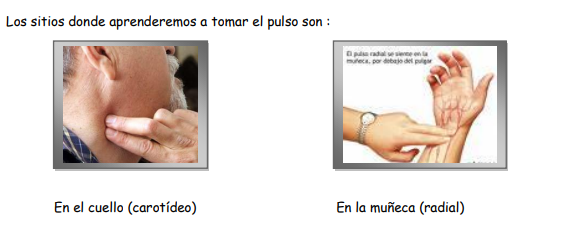 Los sitios donde aprenderemos a tomar el pulso son :
El pulso radial se siente en la
muñeca, por debajo del pulgar
En el cuello (carotídeo)
En la muñeca (radial)